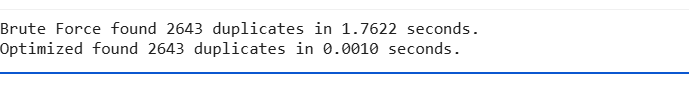 Brute Force found 2643 duplicates in 1.7622 seconds.
Optimized found 2643 duplicates in 0.0010 seconds.